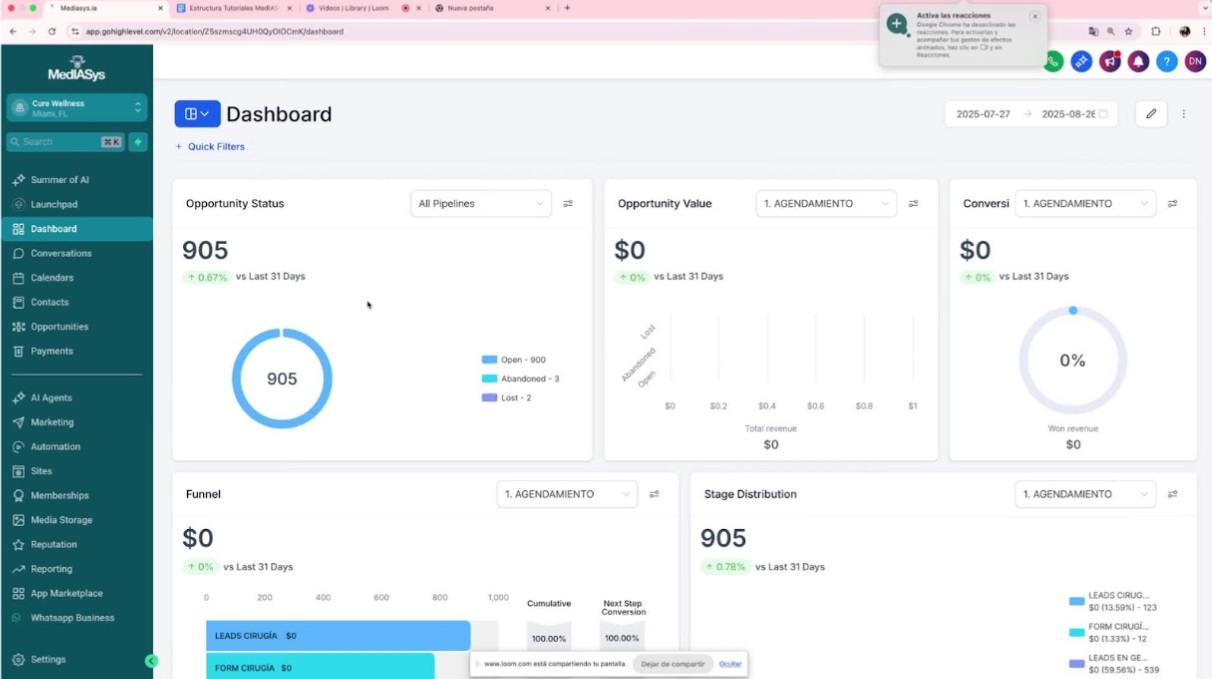 Mediasys.ia
Estructura Tutoriales MedIAS
Videos | Library | Loom
Nueva pestaña
app.gohighlevel.com/v2/location/Z5szmscg4UH0QyOIOCmK/dashboard
Activa las reacciones
Google Chrome ha desactivado las
reacciones. Para activarlas y
acompañar tus gestos de efectos
animados, haz clic en y en
Reacciones.
MedIASys
DN
Cure Wellness
Miami, FL
Search
⌘ K
Summer of AI
Launchpad
Dashboard
Conversations
Calendars
Contacts
Opportunities
Payments
AI Agents
Marketing
Automation
Sites
Memberships
Media Storage
Reputation
Reporting
App Marketplace
Whatsapp Business
Settings
Dashboard
2025-07-27 → 2025-08-26
+ Quick Filters
Opportunity Status
All Pipelines
905
↑ 0.67% vs Last 31 Days
905
Open - 900
Abandoned - 3
Lost - 2
Opportunity Value
1. AGENDAMIENTO
$0
↑ 0% vs Last 31 Days
Lost
Abandoned
Open
$0 $0.2 $0.4 $0.6 $0.8 $1
Total revenue
$0
Conversi
1. AGENDAMIENTO
$0
↑ 0% vs Last 31 Days
0%
Won revenue
$0
Funnel
1. AGENDAMIENTO
$0
↑ 0% vs Last 31 Days
0 200 400 600 800 1,000
Cumulative
Next Step
Conversion
LEADS CIRUGÍA $0
100.00%
100.00%
FORM CIRUGÍA $0
Stage Distribution
1. AGENDAMIENTO
905
↑ 0.78% vs Last 31 Days
LEADS CIRUG...
$0 (13.59%) - 123
FORM CIRUGÍ...
$0 (1.33%) - 12
LEADS EN GE...
$0 (59.56%) - 539
www.loom.com está compartiendo tu pantalla.
Dejar de compartir
Ocultar